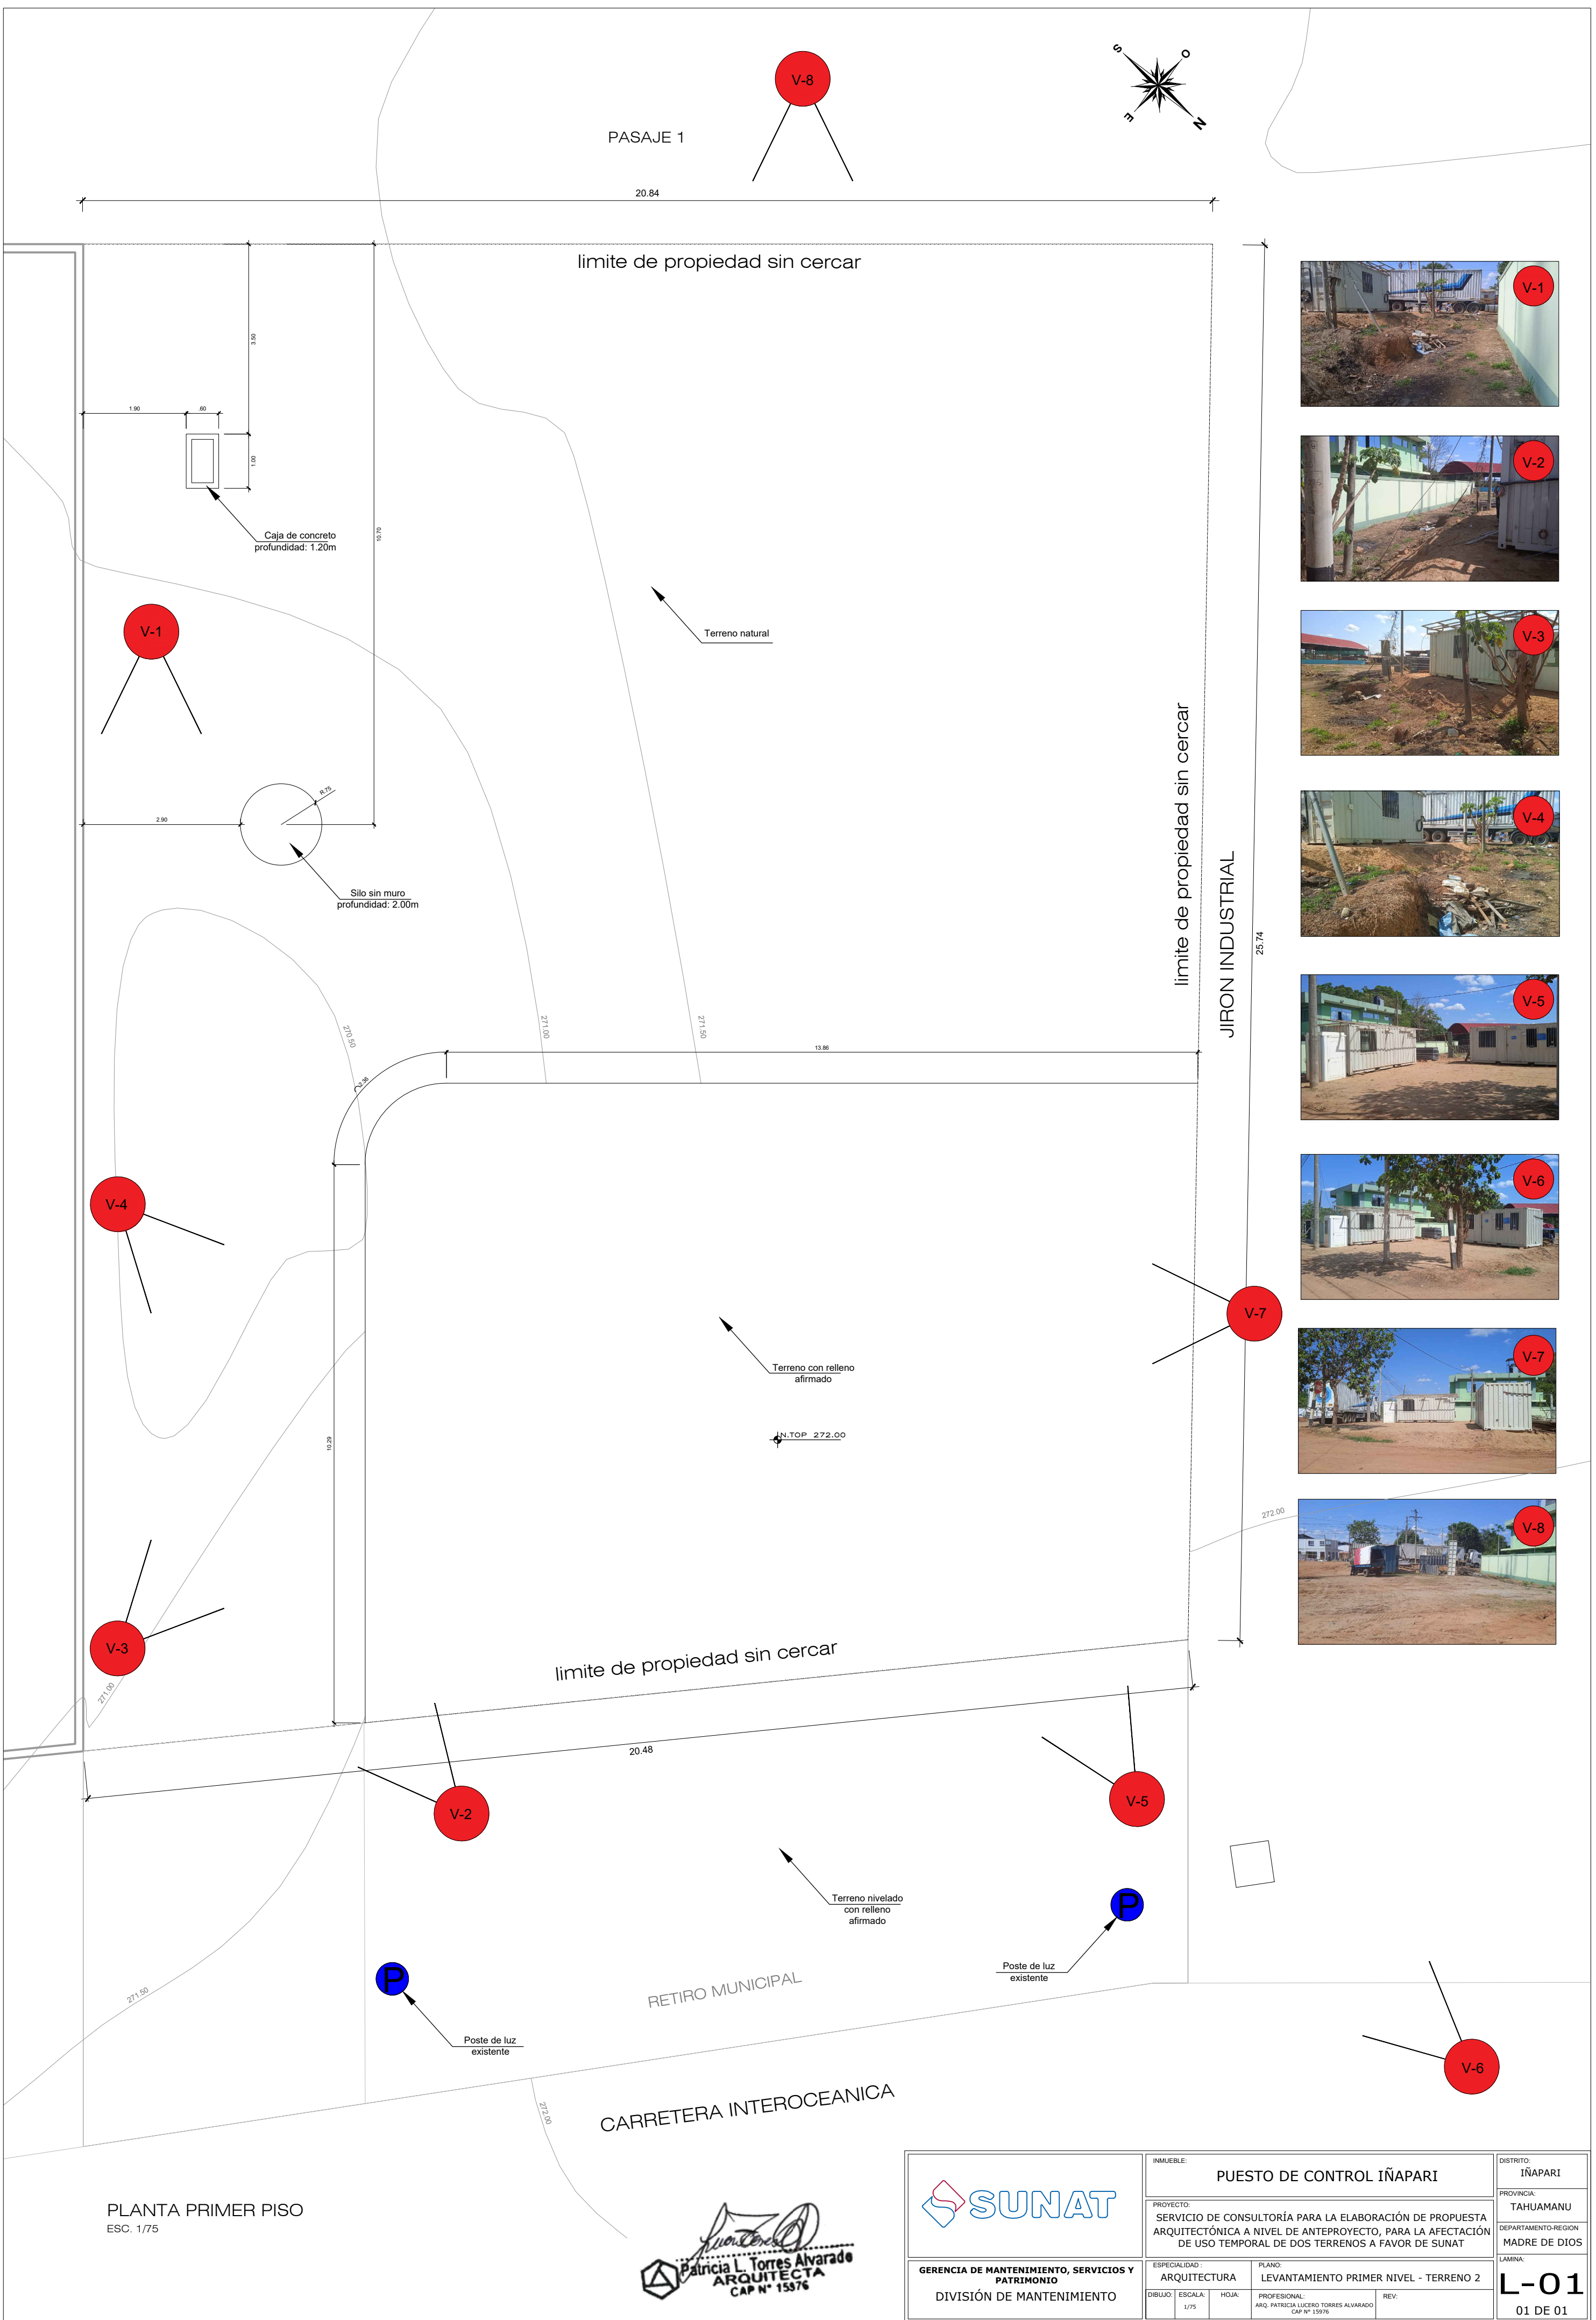 V-8
S
O
E
N
PASAJE 1
20.84
limite de propiedad sin cercar
3.50
1.90
.60
1.00
10.70
Caja de concreto
profundidad: 1.20m
V-1
Terreno natural
R.75
2.90
Silo sin muro
profundidad: 2.00m
limite de propiedad sin cercar
JIRON INDUSTRIAL
25.74
270.50
271.00
271.50
13.86
2.36
V-4
V-7
Terreno con relleno
afirmado
N.TOP 272.00
10.29
272.00
V-3
271.00
limite de propiedad sin cercar
20.48
V-2
V-5
Terreno nivelado
con relleno
afirmado
P
Poste de luz
existente
P
Poste de luz
existente
271.50
RETIRO MUNICIPAL
V-6
272.00
CARRETERA INTEROCEANICA
V-1
V-2
V-3
V-4
V-5
V-6
V-7
V-8
PLANTA PRIMER PISO
ESC. 1/75
Patricia L. Torres Alvarado
ARQUITECTA
CAP N° 15976
SUNAT
GERENCIA DE MANTENIMIENTO, SERVICIOS Y
PATRIMONIO
DIVISIÓN DE MANTENIMIENTO
INMUEBLE:
PUESTO DE CONTROL IÑAPARI
PROYECTO:
SERVICIO DE CONSULTORÍA PARA LA ELABORACIÓN DE PROPUESTA
ARQUITECTÓNICA A NIVEL DE ANTEPROYECTO, PARA LA AFECTACIÓN
DE USO TEMPORAL DE DOS TERRENOS A FAVOR DE SUNAT
ESPECIALIDAD :
ARQUITECTURA
PLANO:
LEVANTAMIENTO PRIMER NIVEL - TERRENO 2
DIBUJO:
ESCALA:
1/75
HOJA:
PROFESIONAL:
ARQ. PATRICIA LUCERO TORRES ALVARADO
CAP Nº 15976
REV:
DISTRITO:
IÑAPARI
PROVINCIA:
TAHUAMANU
DEPARTAMENTO-REGION
MADRE DE DIOS
LAMINA:
L-01
01 DE 01